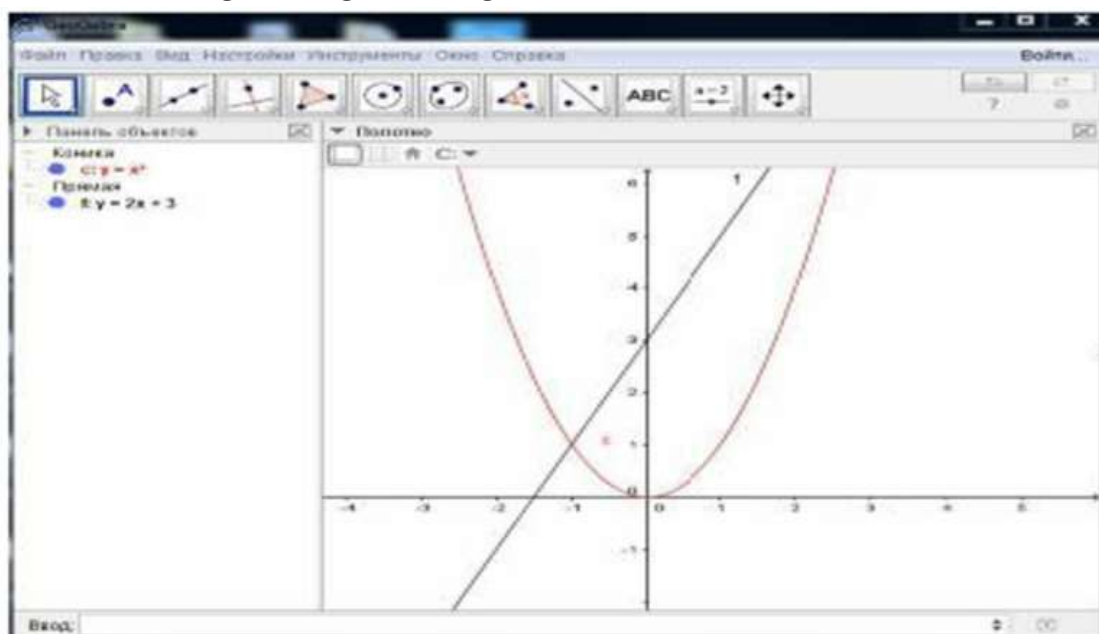 GeoGebra
Файл Правка Вид Настройки Инструменты Окно Справка Войти...
A ABC a = 2
Панель объектов
Полотно
Коника
c: y = x²
Прямая
f: y = 2x + 3
6
5
4
3
2
1
0
-1
-4 -3 -2 -1 0 1 2 3 4 5
f
c
Ввод: